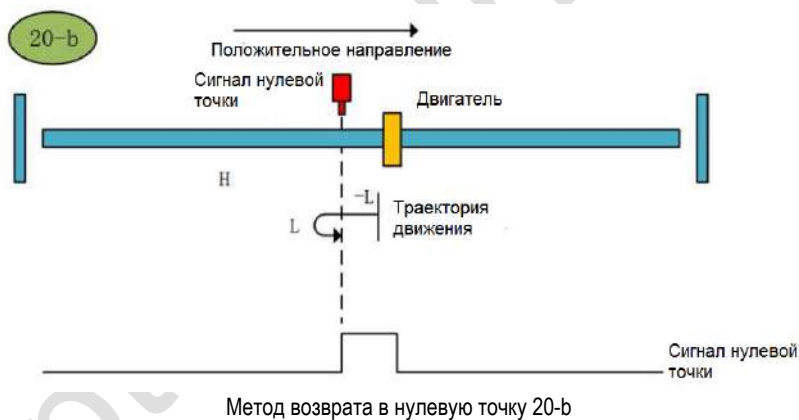 20-b
Положительное направление
Сигнал нулевой
точки
Двигатель
H
-L
L
Траектория
движения
Сигнал нулевой
точки
Метод возврата в нулевую точку 20-b